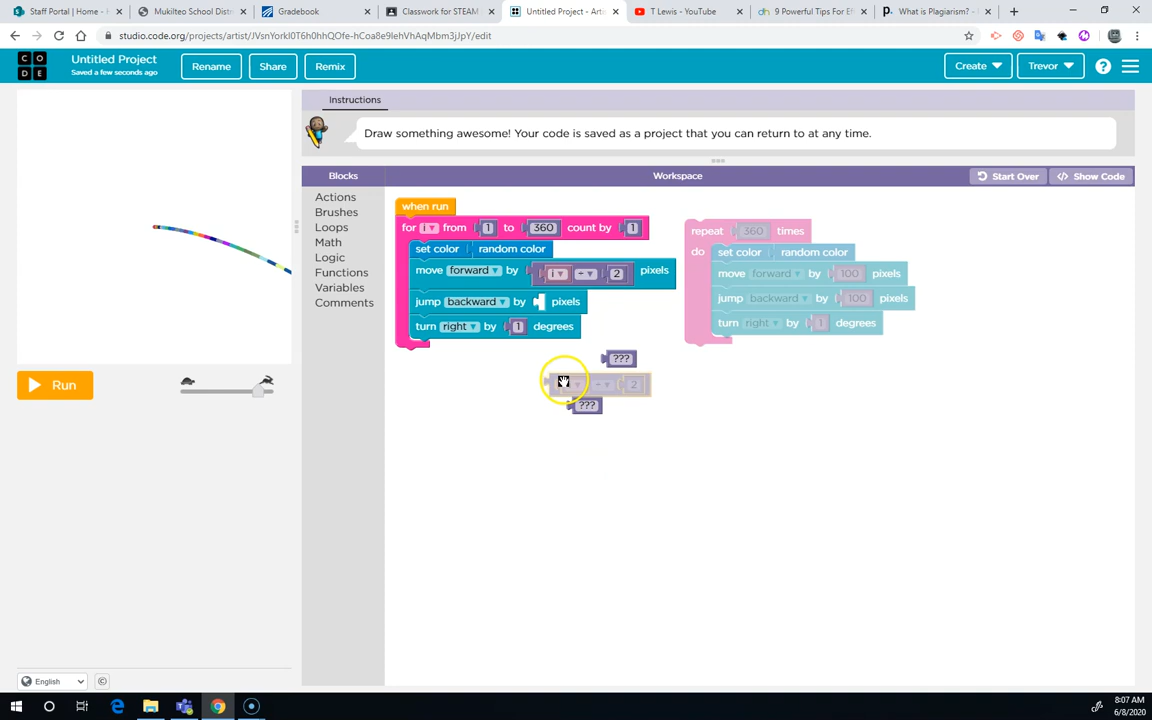 Staff Portal | Home -
Mukilteo School Distr
Gradebook
Classwork for STEAM
Untitled Project - Arti
T Lewis - YouTube
9 Powerful Tips For Ef
What is Plagiarism? -
studio.code.org/projects/artist/
CODE
Untitled Project
Saved a few seconds ago
Rename
Share
Remix
Create
Trevor
?
Instructions
Draw something awesome! Your code is saved as a project that you can return to at any time.
Blocks
Workspace
Start Over
</> Show Code
Actions
Brushes
Loops
Math
Logic
Functions
Variables
Comments
when run
for i from 1 to 360 count by 1
set color random color
move forward by i ÷ 2 pixels
jump backward by pixels
turn right by 1 degrees
repeat 360 times
do set color random color
move forward by 100 pixels
jump backward by 100 pixels
turn right by 1 degrees
???
÷ 2
???
Run
English
©
8:07 AM
6/8/2020